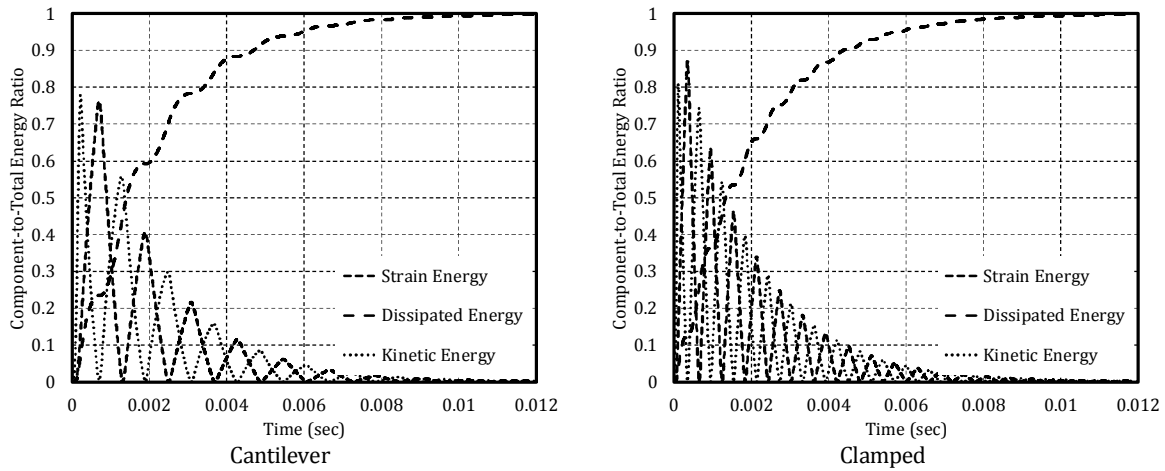 Component-to-Total Energy Ratio
1
0.9
0.8
0.7
0.6
0.5
0.4
0.3
0.2
0.1
0
Strain Energy
Dissipated Energy
Kinetic Energy
0 0.002 0.004 0.006 0.008 0.01 0.012
Time (sec)
Cantilever
Component-to-Total Energy Ratio
1
0.9
0.8
0.7
0.6
0.5
0.4
0.3
0.2
0.1
0
Strain Energy
Dissipated Energy
Kinetic Energy
0 0.002 0.004 0.006 0.008 0.01 0.012
Time (sec)
Clamped